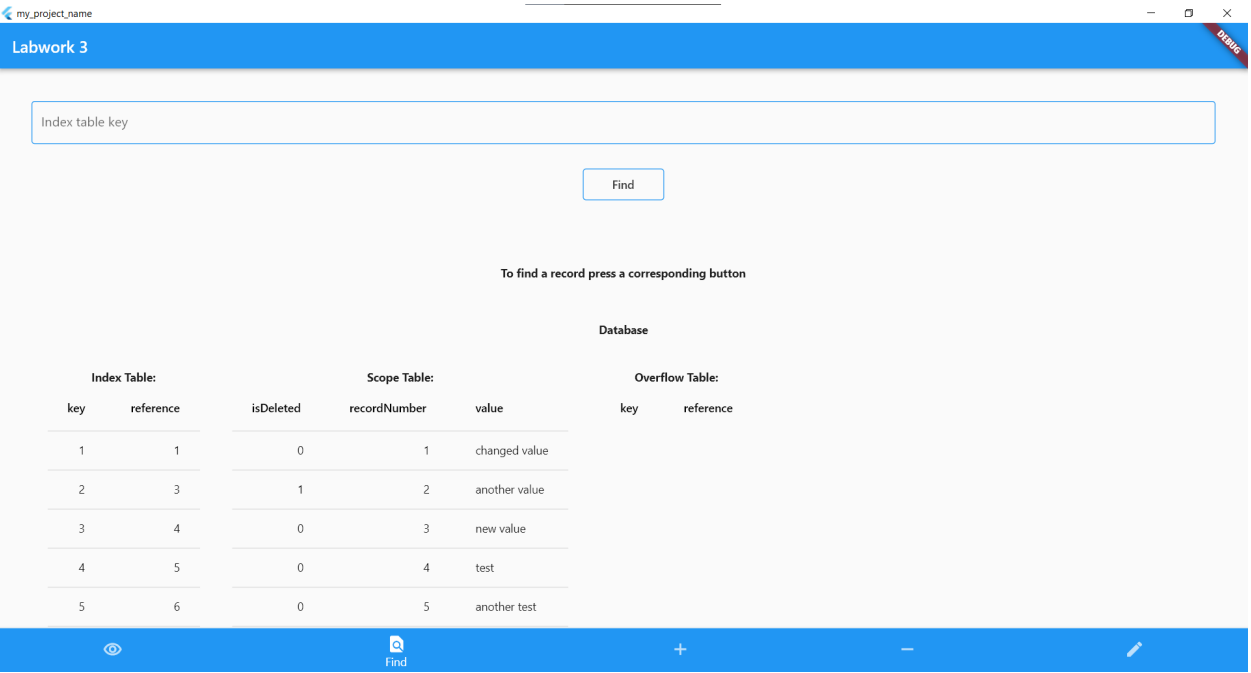 my_project_name
Labwork 3
DEBUG
Index table key
Find
To find a record press a corresponding button
Database
Index Table: Scope Table: Overflow Table:
key reference isDeleted recordNumber value key reference
1 1 0 1 changed value
2 3 1 2 another value
3 4 0 3 new value
4 5 0 4 test
5 6 0 5 another test
Find